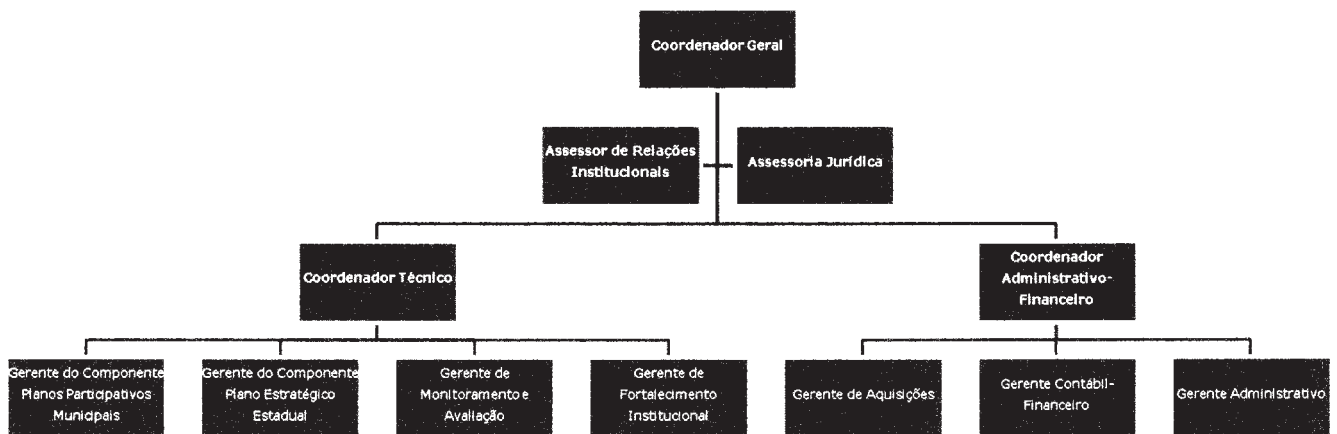 Coordenador Geral
Assessor de Relações
Institucionais
Assessoria Jurídica
Coordenador Técnico
Coordenador
Administrativo-
Financeiro
Gerente do Componente
Planos Participativos
Municipais
Gerente do Componente
Plano Estratégico
Estadual
Gerente de
Monitoramento e
Avaliação
Gerente de
Fortalecimento
Institucional
Gerente de Aquisições
Gerente Contábil-
Financeiro
Gerente Administrativo